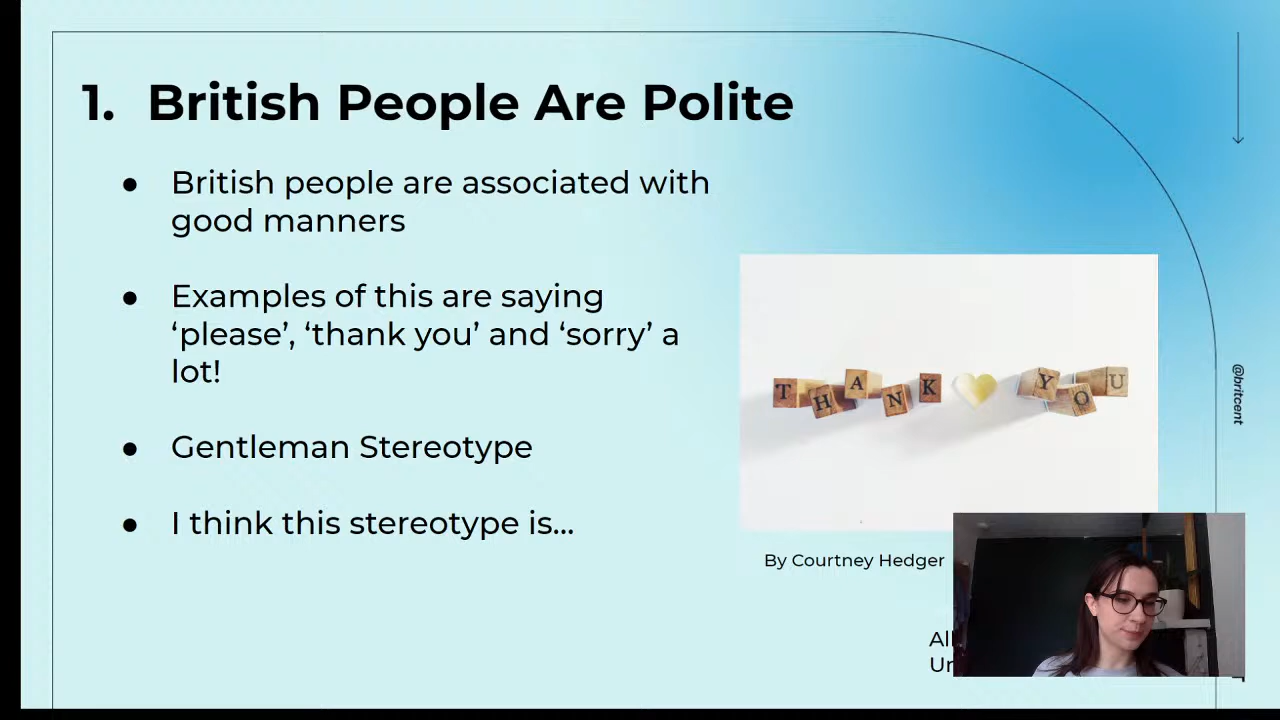 1. British People Are Polite
● British people are associated with
good manners
● Examples of this are saying
‘please’, ‘thank you’ and ‘sorry’ a
lot!
● Gentleman Stereotype
● I think this stereotype is...
THANK YOU
By Courtney Hedger
@britcent